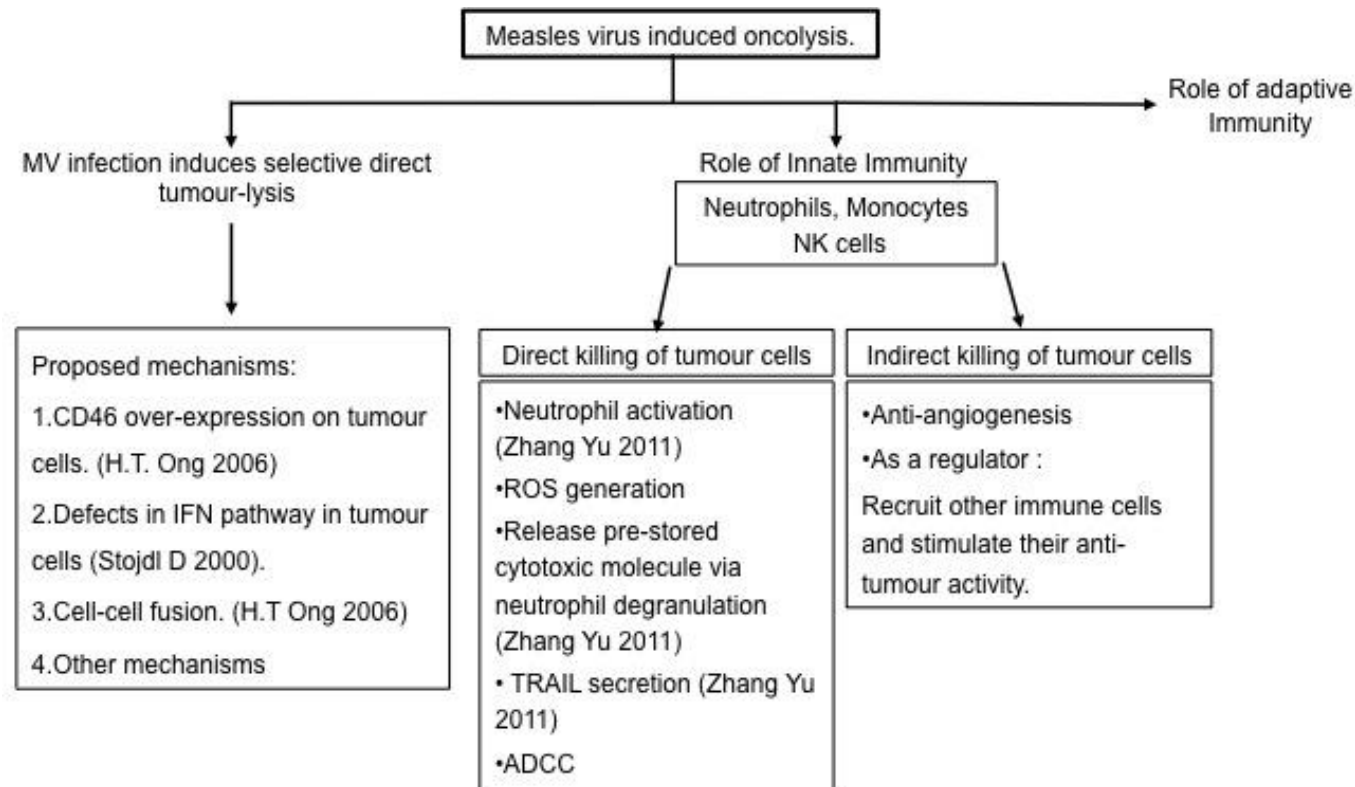 Measles virus induced oncolysis.
Role of adaptive
Immunity
MV infection induces selective direct
tumour-lysis
Role of Innate Immunity
Neutrophils, Monocytes
NK cells
Proposed mechanisms:
1.CD46 over-expression on tumour
cells. (H.T. Ong 2006)
2.Defects in IFN pathway in tumour
cells (Stojdl D 2000).
3.Cell-cell fusion. (H.T Ong 2006)
4.Other mechanisms
Direct killing of tumour cells
•Neutrophil activation
(Zhang Yu 2011)
•ROS generation
•Release pre-stored
cytotoxic molecule via
neutrophil degranulation
(Zhang Yu 2011)
• TRAIL secretion (Zhang Yu
2011)
•ADCC
Indirect killing of tumour cells
•Anti-angiogenesis
•As a regulator :
Recruit other immune cells
and stimulate their anti-
tumour activity.